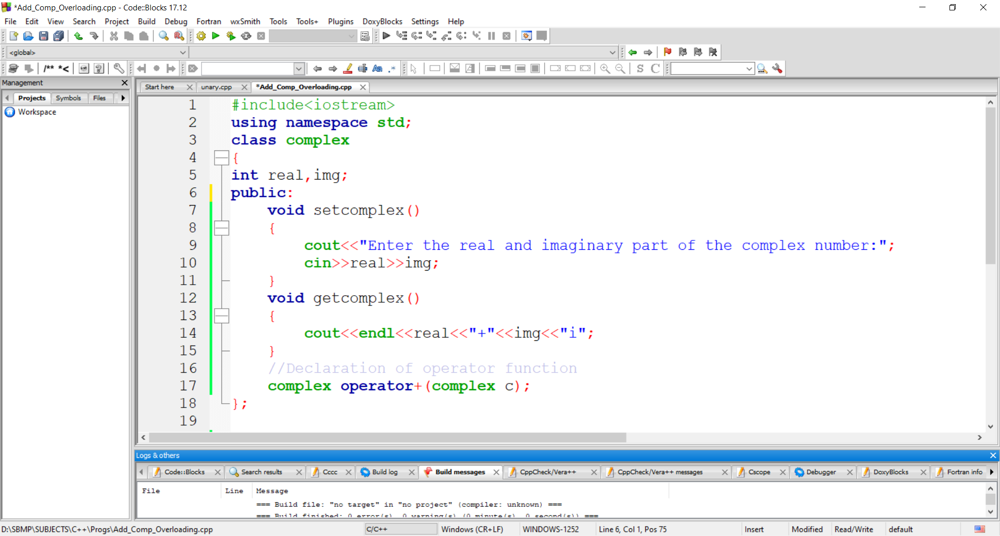 *Add_Comp_Overloading.cpp - Code::Blocks 17.12
File Edit View Search Project Build Debug Fortran wxSmith Tools Tools+ Plugins DoxyBlocks Settings Help
<global>
/** *<
Aa .* S C
Management
Projects Symbols Files
Workspace
Start here unary.cpp *Add_Comp_Overloading.cpp
1 #include<iostream>
2 using namespace std;
3 class complex
4 {
5 int real,img;
6 public:
7 void setcomplex()
8 {
9 cout<<"Enter the real and imaginary part of the complex number:";
10 cin>>real>>img;
11 }
12 void getcomplex()
13 {
14 cout<<endl<<real<<"+"<<img<<"i";
15 }
16 //Declaration of operator function
17 complex operator+(complex c);
18 };
19
Logs & others
Code::Blocks Search results Cccc Build log Build messages CppCheck/Vera++ CppCheck/Vera++ messages Cscope Debugger DoxyBlocks Fortran info
File Line Message
=== Build file: "no target" in "no project" (compiler: unknown) ===
=== Build finished: 0 error(s), 0 warning(s) (0 minute(s), 0 second(s)) ===
D:\SBMP\SUBJECTS\C++\Progs\Add_Comp_Overloading.cpp C/C++ Windows (CR+LF) WINDOWS-1252 Line 6, Col 1, Pos 75 Insert Modified Read/Write default